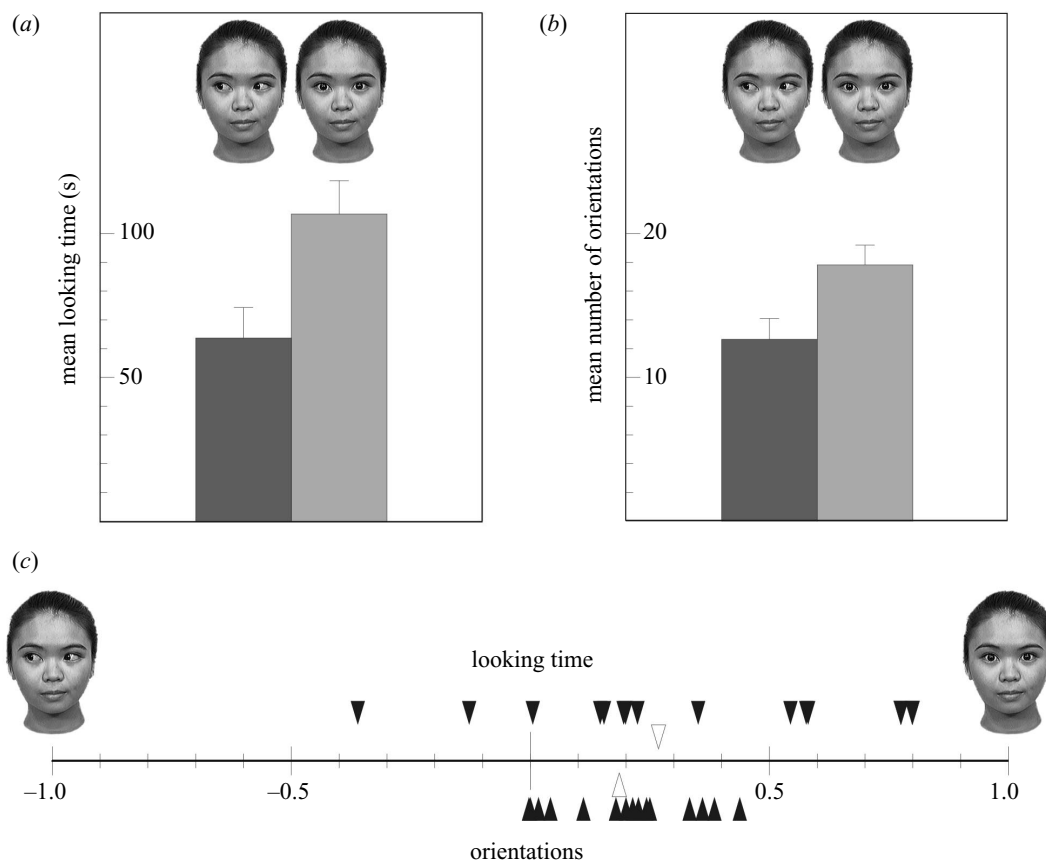 (a)
mean looking time (s)
100
50
(b)
mean number of orientations
20
10
(c)
looking time
–1.0
–0.5
0
0.5
1.0
orientations